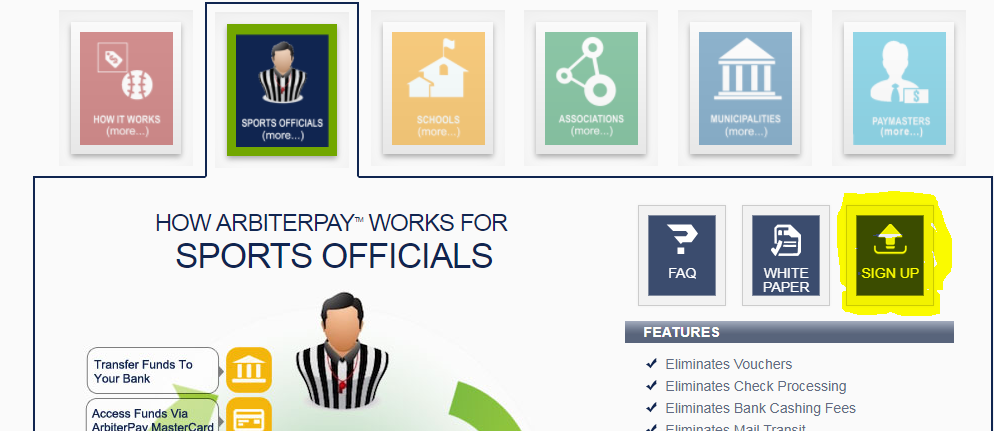 HOW IT WORKS
(more...)
SPORTS OFFICIALS
(more...)
SCHOOLS
(more...)
ASSOCIATIONS
(more...)
MUNICIPALITIES
(more...)
PAYMASTERS
(more...)
HOW ARBITERPAY™ WORKS FOR
SPORTS OFFICIALS
FAQ
WHITE
PAPER
SIGN UP
Transfer Funds To
Your Bank
Access Funds Via
ArbiterPay MasterCard
FEATURES
Eliminates Vouchers
Eliminates Check Processing
Eliminates Bank Cashing Fees
Eliminates Mail Transit